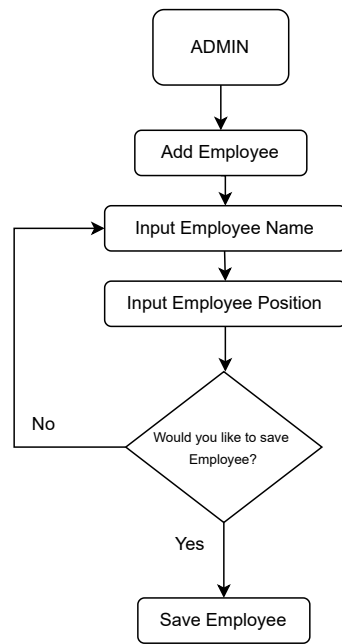 ADMIN
Add Employee
Input Employee Name
Input Employee Position
Would you like to save
Employee?
No
Yes
Save Employee